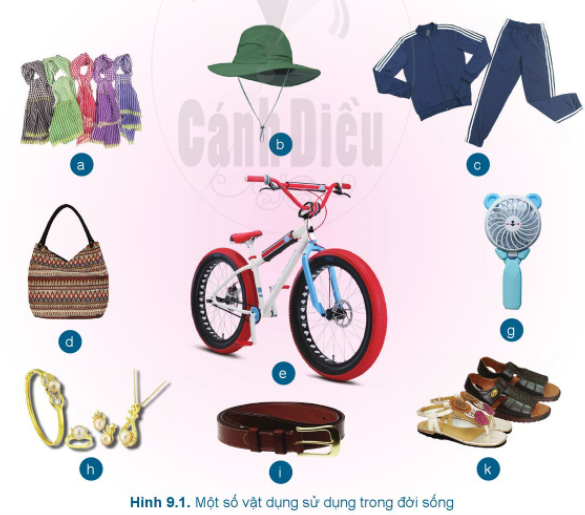 Cánh Diều
a
b
c
d
e
g
h
i
k
Hình 9.1. Một số vật dụng sử dụng trong đời sống